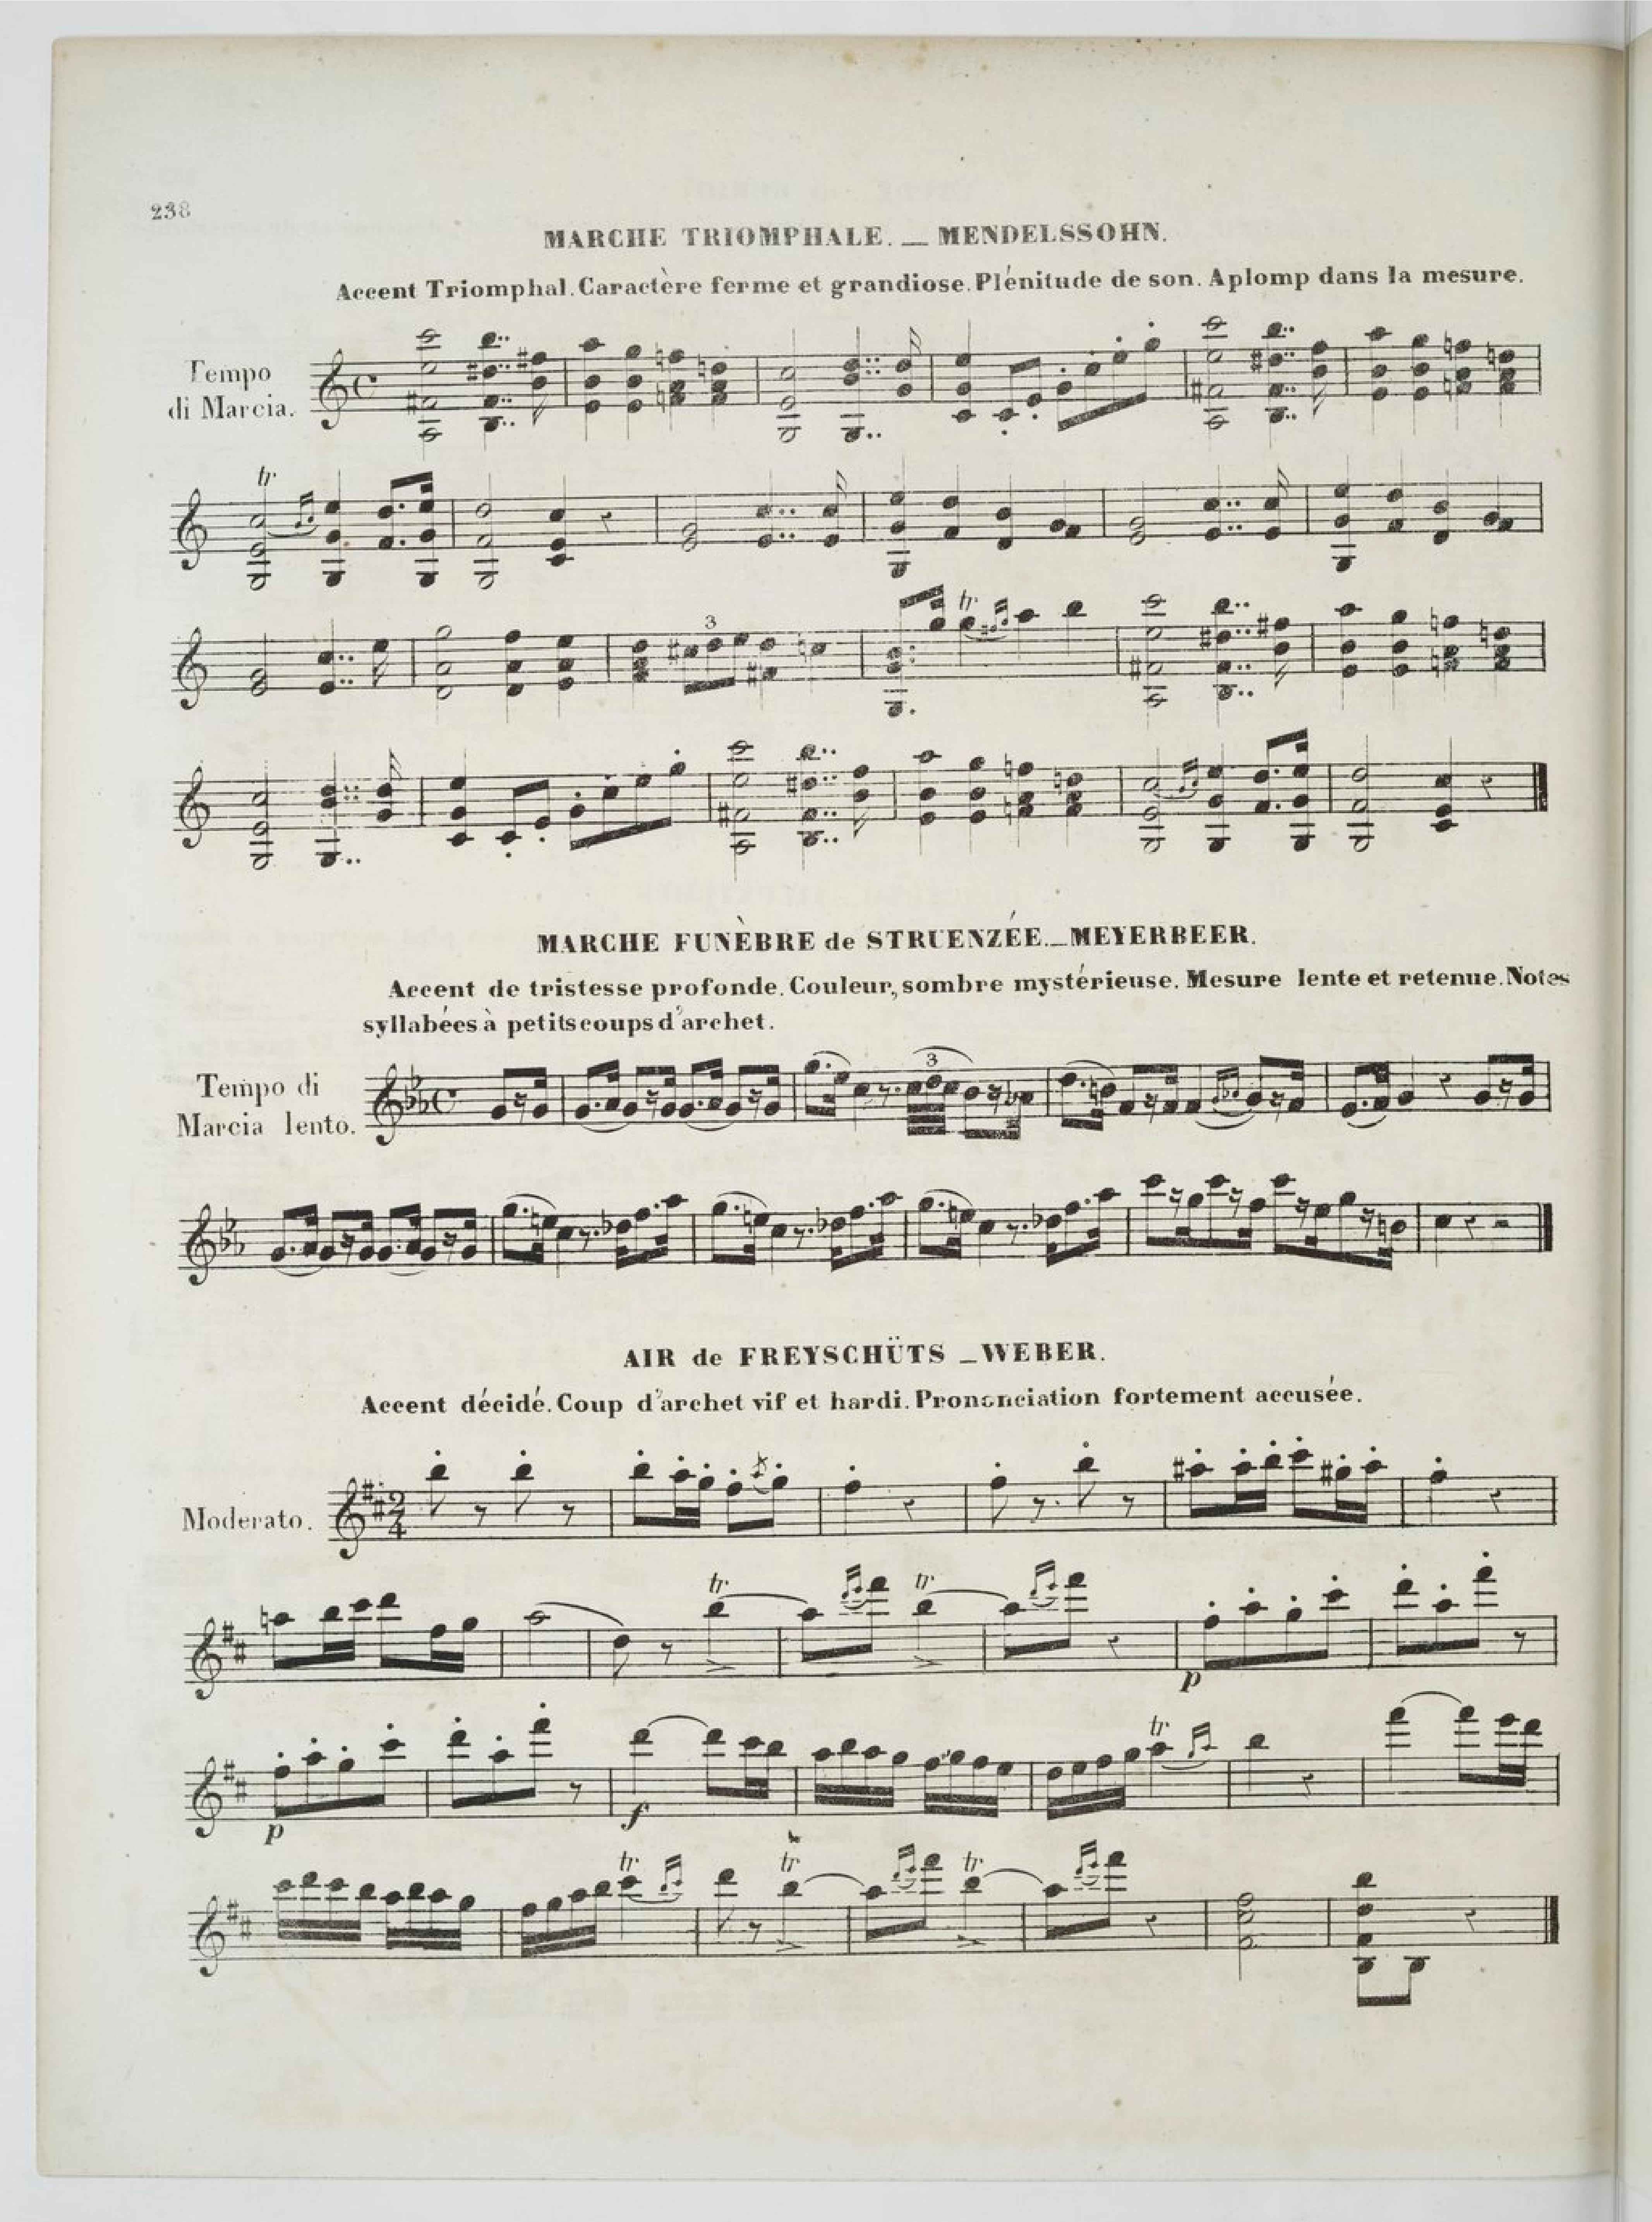 238
MARCHE TRIOMPHALE. _ MENDELSSOHN.
Accent Triomphal. Caractère ferme et grandiose. Plénitude de son. Aplomp dans la mesure.
Tempo
di Marcia.
tr
3
tr
MARCHE FUNÈBRE de STRUENZÉE._MEYERBEER.
Accent de tristesse profonde. Couleur, sombre mystérieuse. Mesure lente et retenue. Notes
syllabées à petits coups d'archet.
Tempo di
Marcia lento.
3
AIR de FREYSCHÜTS _ WEBER.
Accent décidé. Coup d'archet vif et hardi. Prononciation fortement accusée.
Moderato.
2
4
tr tr
p
tr
p f
tr tr tr